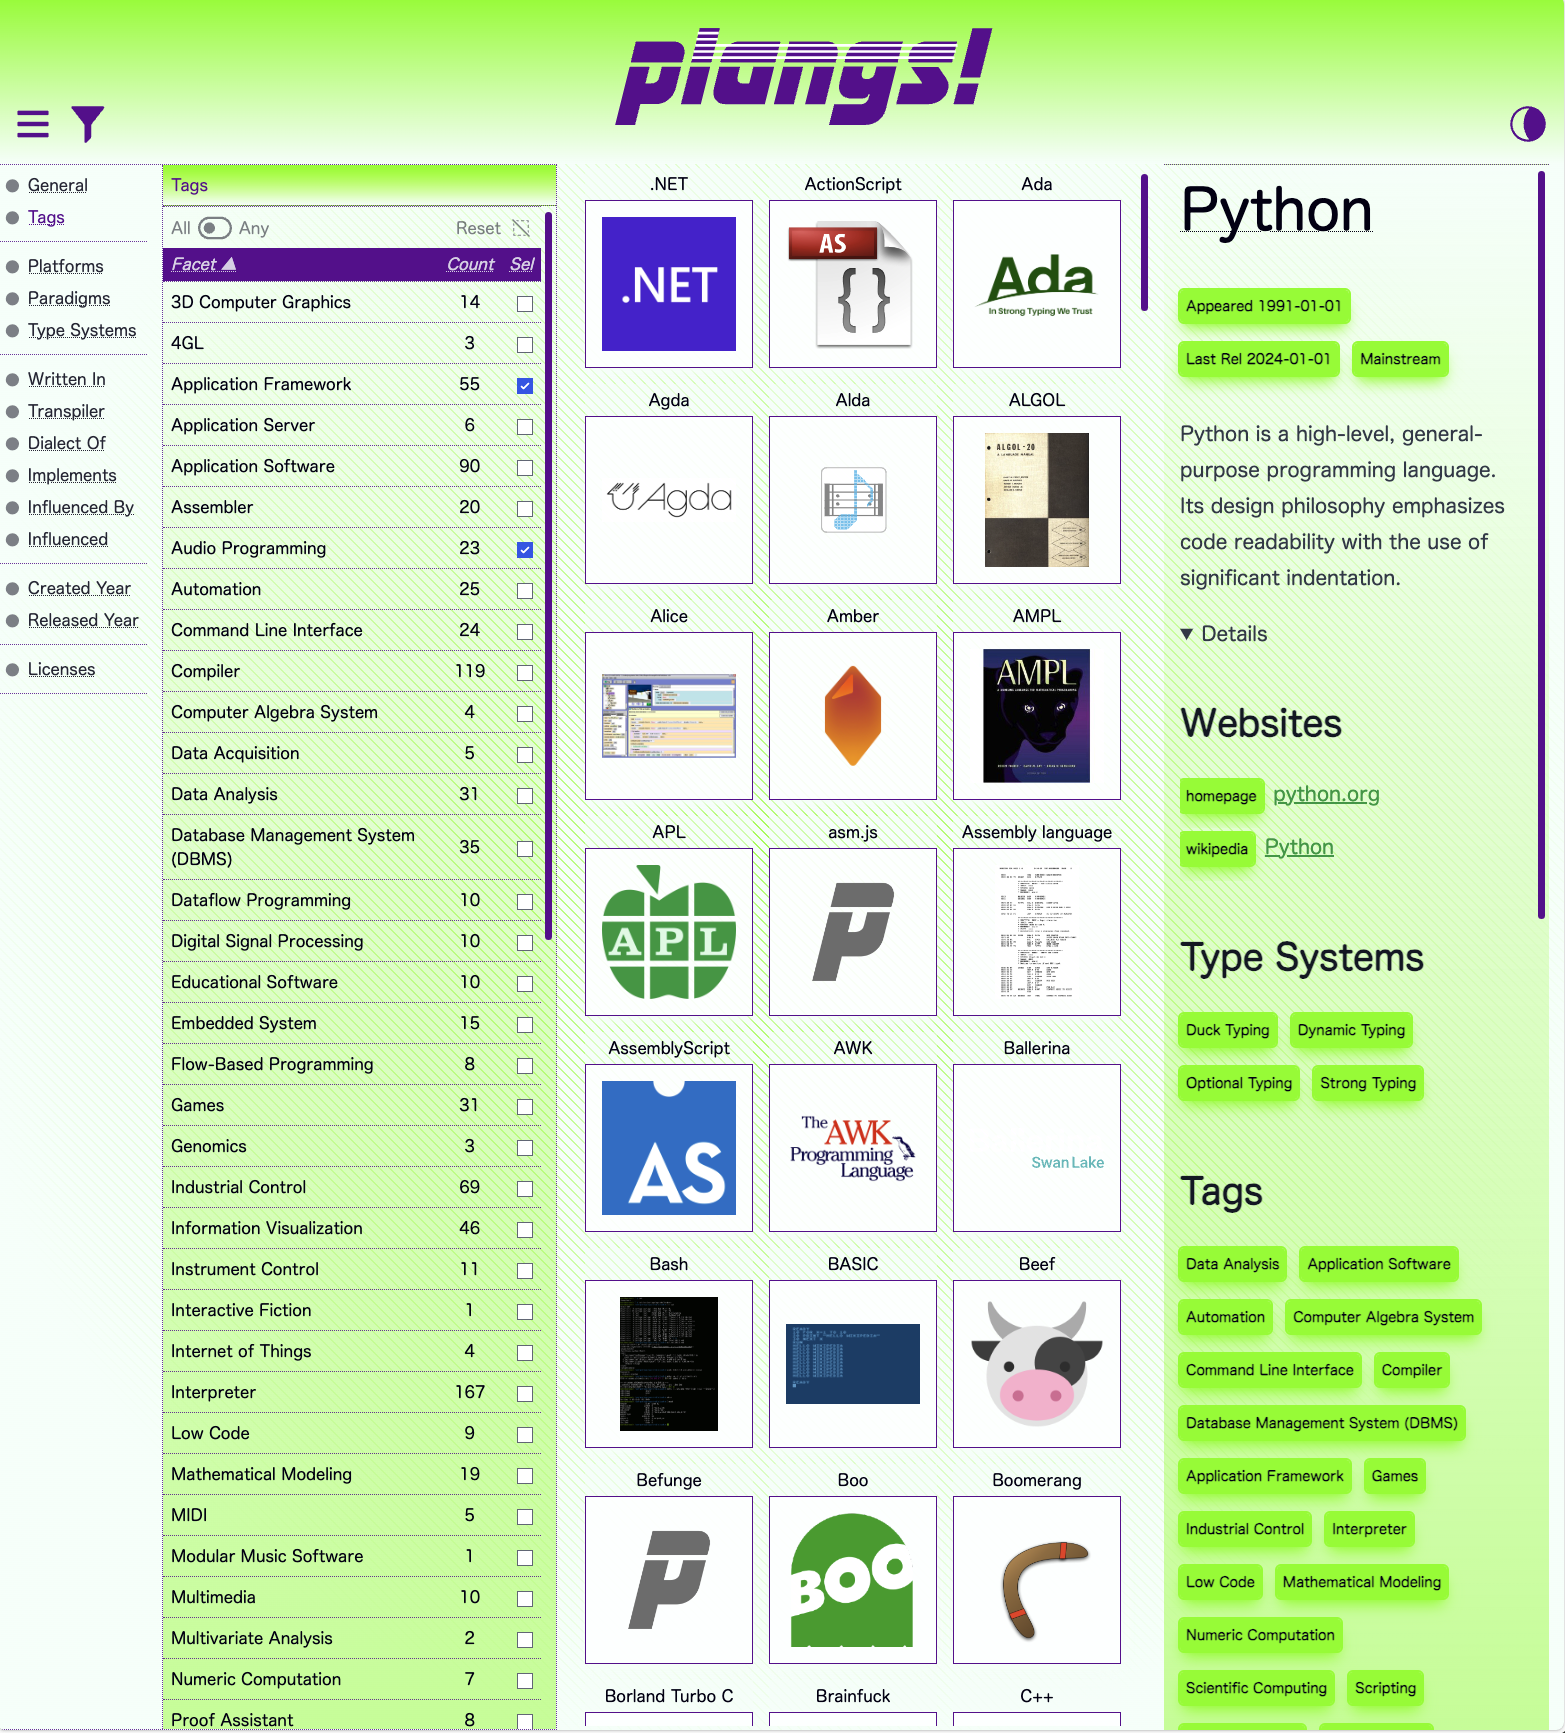 plangs!
General
Tags
Platforms
Paradigms
Type Systems
Written In
Transpiler
Dialect Of
Implements
Influenced By
Influenced
Created Year
Released Year
Licenses
Tags
All Any Reset
Facet ▲ Count Sel
3D Computer Graphics 14
4GL 3
Application Framework 55
Application Server 6
Application Software 90
Assembler 20
Audio Programming 23
Automation 25
Command Line Interface 24
Compiler 119
Computer Algebra System 4
Data Acquisition 5
Data Analysis 31
Database Management System
(DBMS) 35
Dataflow Programming 10
Digital Signal Processing 10
Educational Software 10
Embedded System 15
Flow-Based Programming 8
Games 31
Genomics 3
Industrial Control 69
Information Visualization 46
Instrument Control 11
Interactive Fiction 1
Internet of Things 4
Interpreter 167
Low Code 9
Mathematical Modeling 19
MIDI 5
Modular Music Software 1
Multimedia 10
Multivariate Analysis 2
Numeric Computation 7
Proof Assistant 8
.NET ActionScript Ada
.NET
AS
{}
Ada
In Strong Typing We Trust
Agda Alda ALGOL
Agda
ALGOL-20
Alice Amber AMPL
AMPL
APL asm.js Assembly language
APL
AssemblyScript AWK Ballerina
AS
The AWK
Programming
Language
Swan Lake
Bash BASIC Beef
Befunge Boo Boomerang
BOO
Borland Turbo C Brainfuck C++
Python
Appeared 1991-01-01
Last Rel 2024-01-01 Mainstream
Python is a high-level, general-
purpose programming language.
Its design philosophy emphasizes
code readability with the use of
significant indentation.
▼ Details
Websites
homepage python.org
wikipedia Python
Type Systems
Duck Typing Dynamic Typing
Optional Typing Strong Typing
Tags
Data Analysis Application Software
Automation Computer Algebra System
Command Line Interface Compiler
Database Management System (DBMS)
Application Framework Games
Industrial Control Interpreter
Low Code Mathematical Modeling
Numeric Computation
Scientific Computing Scripting